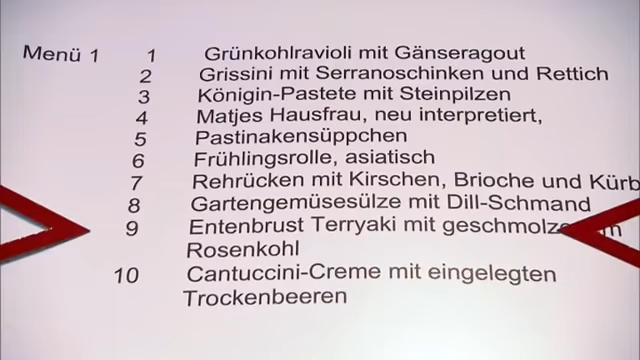 Menü 1 1 Grünkohlravioli mit Gänseragout
2 Grissini mit Serranoschinken und Rettich
3 Königin-Pastete mit Steinpilzen
4 Matjes Hausfrau, neu interpretiert,
5 Pastinakensüppchen
6 Frühlingsrolle, asiatisch
7 Rehrücken mit Kirschen, Brioche und
8 Gartengemüsesülze mit Dill-Schmand
9 Entenbrust Terryaki mit
Rosenkohl
10 Cantuccini-Creme mit eingelegten
Trockenbeeren